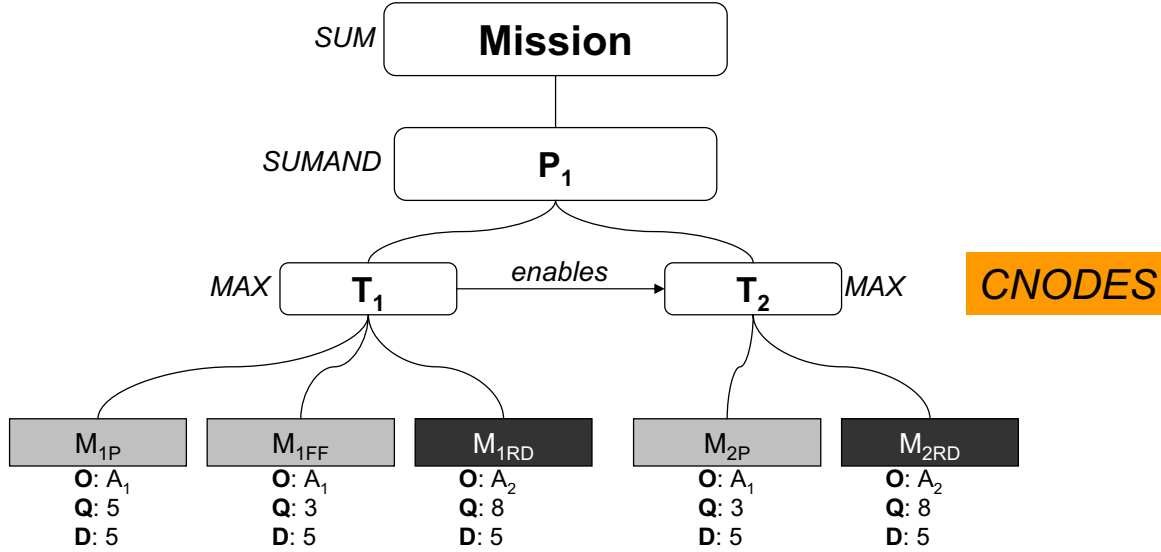 SUM
Mission
SUMAND
P1
MAX
T1
enables
T2
MAX
CNODES
M1P
M1FF
M1RD
M2P
M2RD
O: A1
O: A1
O: A2
O: A1
O: A2
Q: 5
Q: 3
Q: 8
Q: 3
Q: 8
D: 5
D: 5
D: 5
D: 5
D: 5